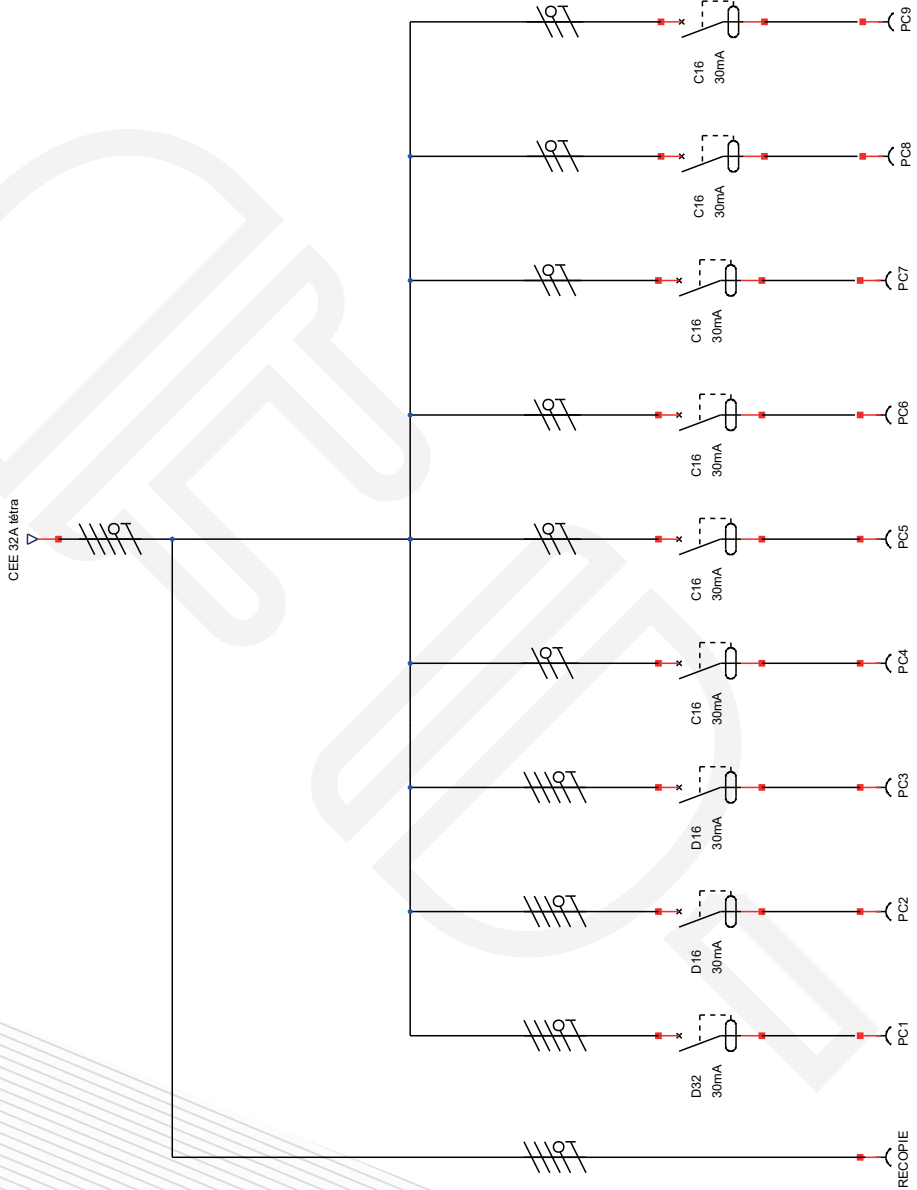 CEE 32A tétra
RECOPIE
D32
30mA
PC1
D16
30mA
PC2
D16
30mA
PC3
C16
30mA
PC4
C16
30mA
PC5
C16
30mA
PC6
C16
30mA
PC7
C16
30mA
PC8
C16
30mA
PC9